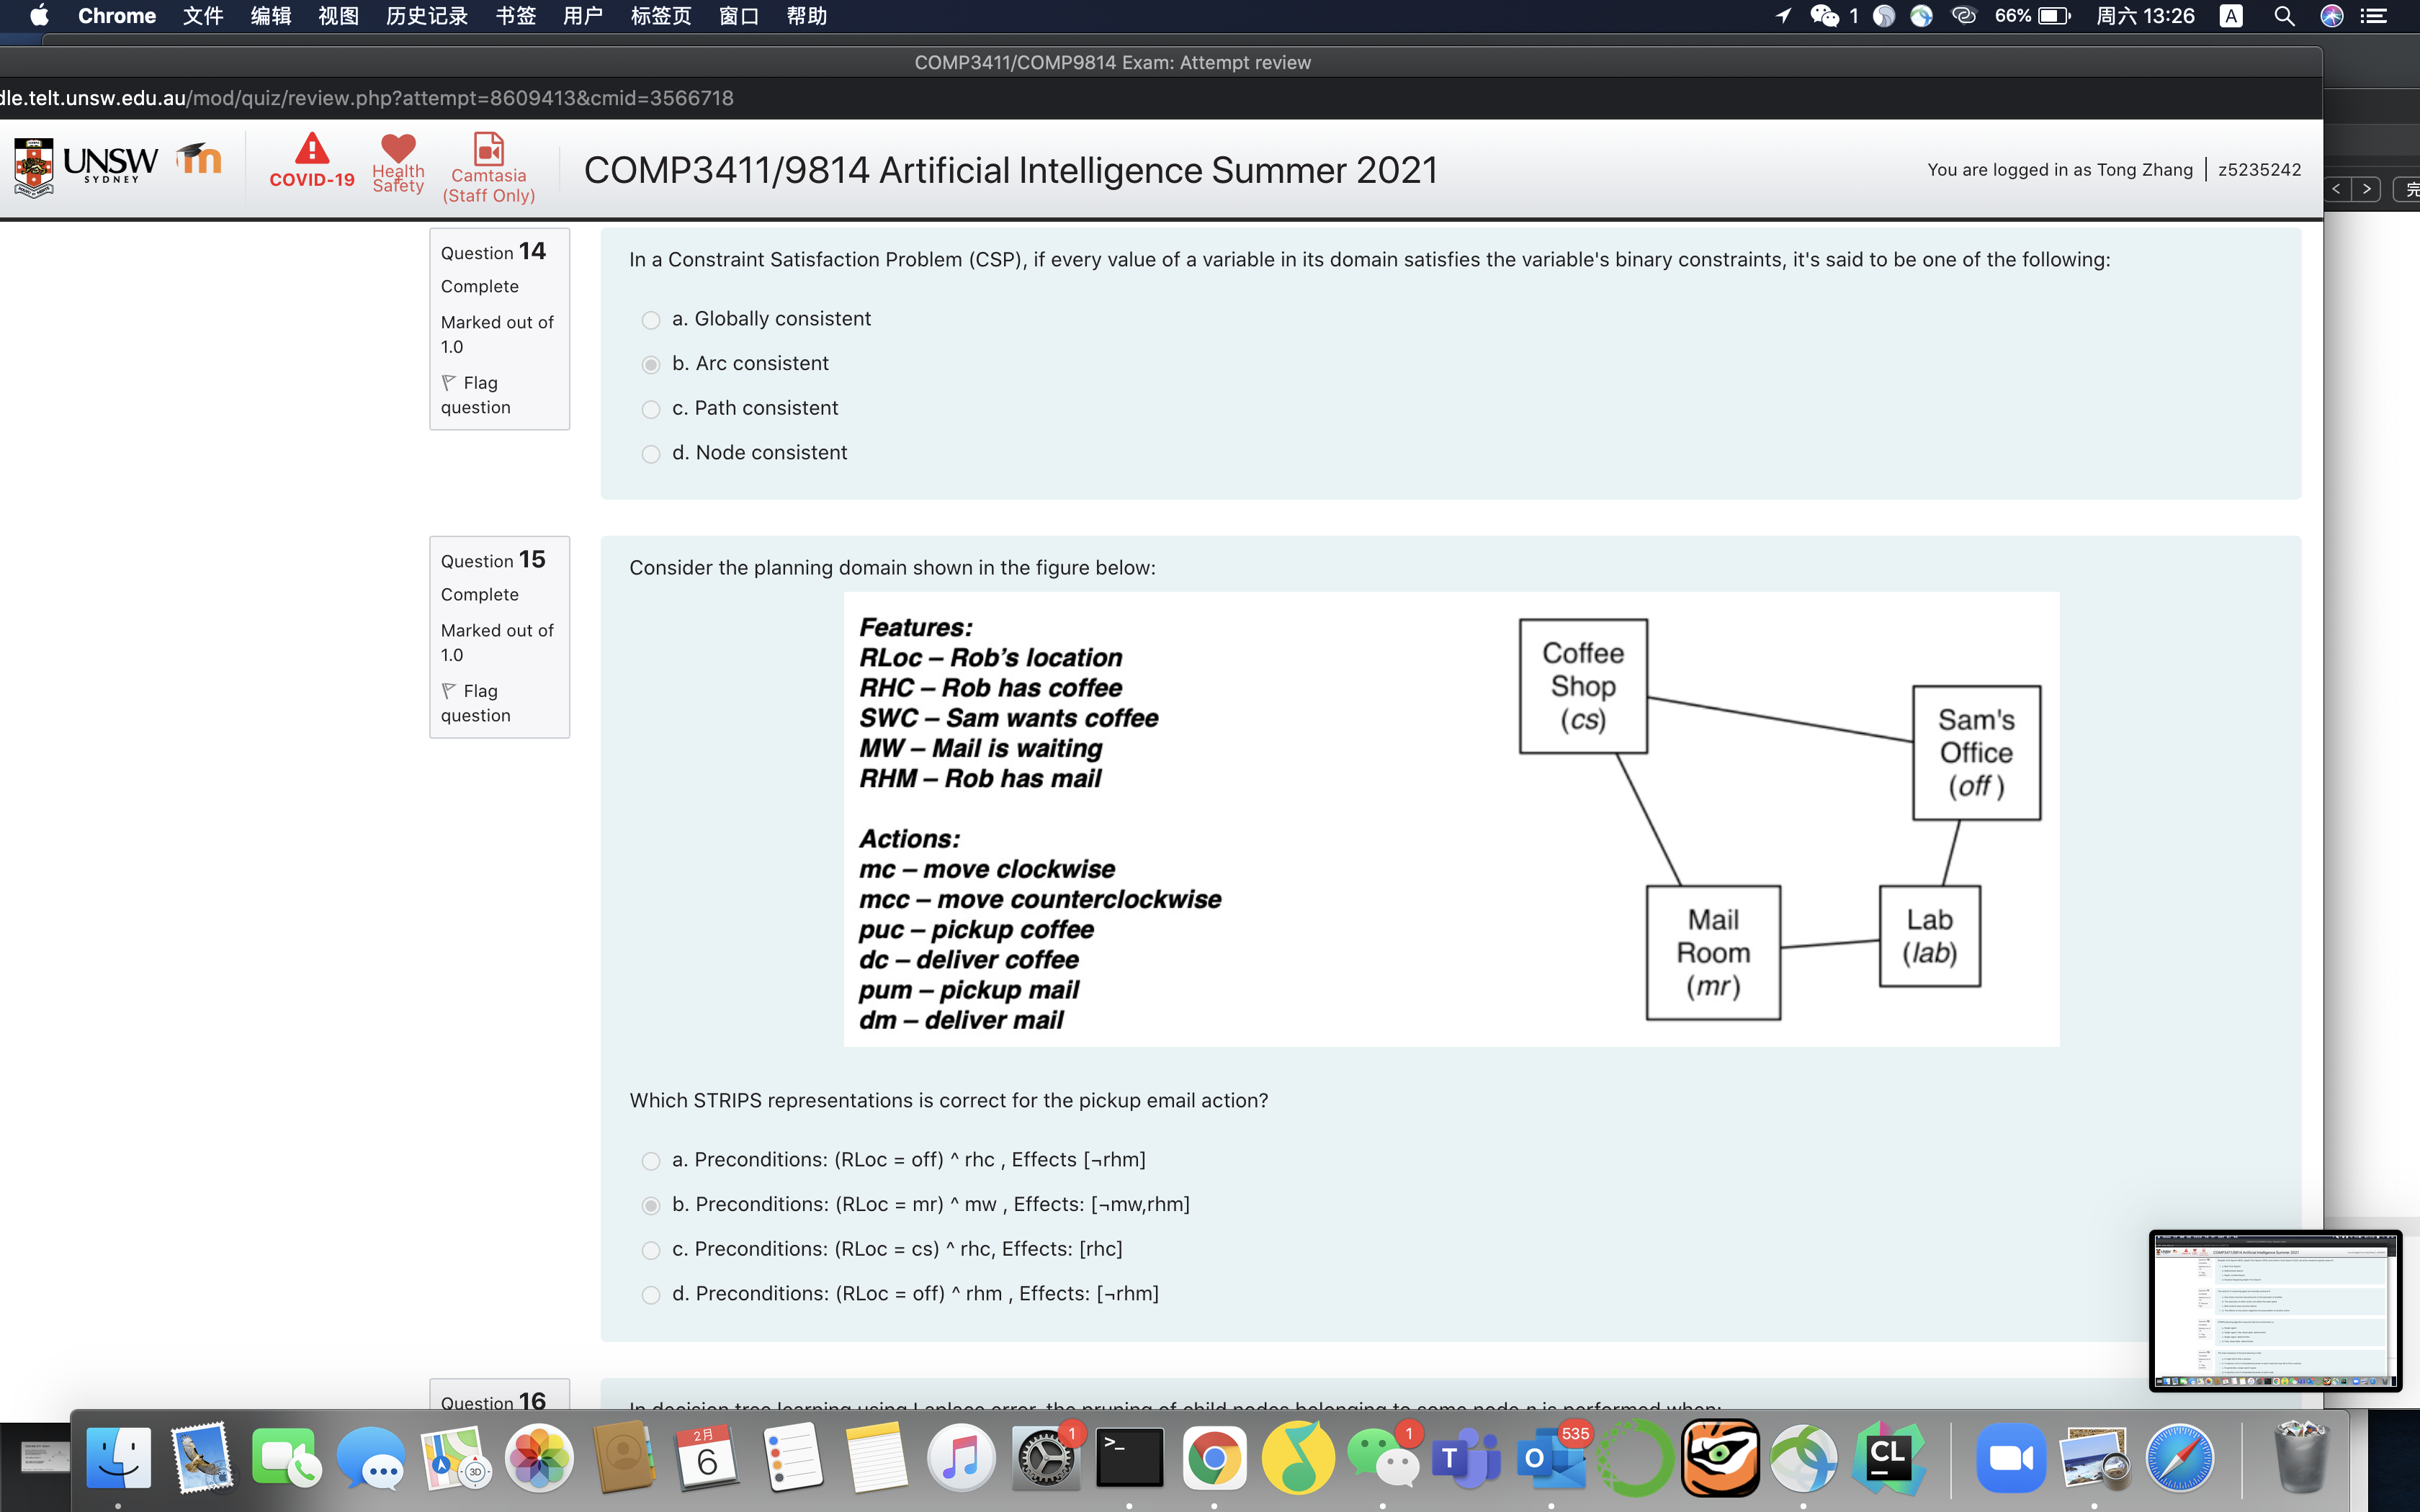 Chrome 文件 编辑 视图 历史记录 书签 用户 标签页 窗口 帮助 1 66% 周六 13:26 A
COMP3411/COMP9814 Exam: Attempt review
dle.telt.unsw.edu.au/mod/quiz/review.php?attempt=8609413&cmid=3566718
UNSW
SYDNEY
COVID-19
Health
Safety
Camtasia
(Staff Only)
COMP3411/9814 Artificial Intelligence Summer 2021
You are logged in as Tong Zhang | z5235242
< > 完
Question 14
Complete
Marked out of
1.0
Flag
question
In a Constraint Satisfaction Problem (CSP), if every value of a variable in its domain satisfies the variable's binary constraints, it's said to be one of the following:
a. Globally consistent
b. Arc consistent
c. Path consistent
d. Node consistent
Question 15
Complete
Marked out of
1.0
Flag
question
Consider the planning domain shown in the figure below:
Features:
RLoc – Rob's location
RHC – Rob has coffee
SWC – Sam wants coffee
MW – Mail is waiting
RHM – Rob has mail
Actions:
mc – move clockwise
mcc – move counterclockwise
puc – pickup coffee
dc – deliver coffee
pum – pickup mail
dm – deliver mail
Coffee
Shop
(cs)
Sam's
Office
(off )
Mail
Room
(mr)
Lab
(lab)
Which STRIPS representations is correct for the pickup email action?
a. Preconditions: (RLoc = off) ^ rhc , Effects [¬rhm]
b. Preconditions: (RLoc = mr) ^ mw , Effects: [¬mw,rhm]
c. Preconditions: (RLoc = cs) ^ rhc, Effects: [rhc]
d. Preconditions: (RLoc = off) ^ rhm , Effects: [¬rhm]
Question 16
In decision tree learning using Laplace error, the pruning of child nodes belonging to some node n is performed when:
3D
2月
6
1
>_
1
T
O
535
CL